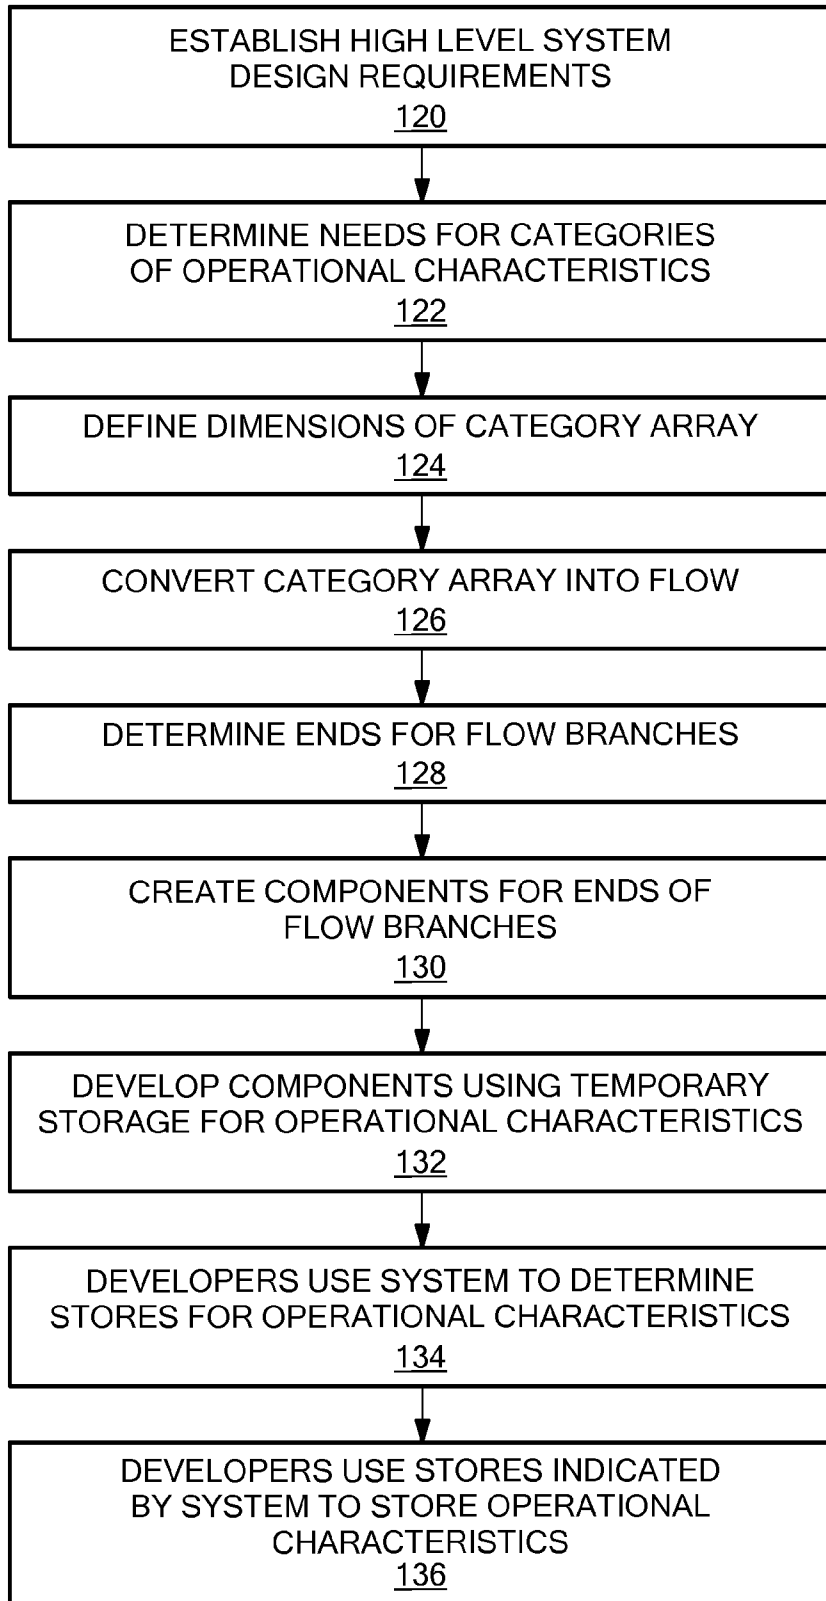 ESTABLISH HIGH LEVEL SYSTEM
DESIGN REQUIREMENTS
120
DETERMINE NEEDS FOR CATEGORIES
OF OPERATIONAL CHARACTERISTICS
122
DEFINE DIMENSIONS OF CATEGORY ARRAY
124
CONVERT CATEGORY ARRAY INTO FLOW
126
DETERMINE ENDS FOR FLOW BRANCHES
128
CREATE COMPONENTS FOR ENDS OF
FLOW BRANCHES
130
DEVELOP COMPONENTS USING TEMPORARY
STORAGE FOR OPERATIONAL CHARACTERISTICS
132
DEVELOPERS USE SYSTEM TO DETERMINE
STORES FOR OPERATIONAL CHARACTERISTICS
134
DEVELOPERS USE STORES INDICATED
BY SYSTEM TO STORE OPERATIONAL
CHARACTERISTICS
136